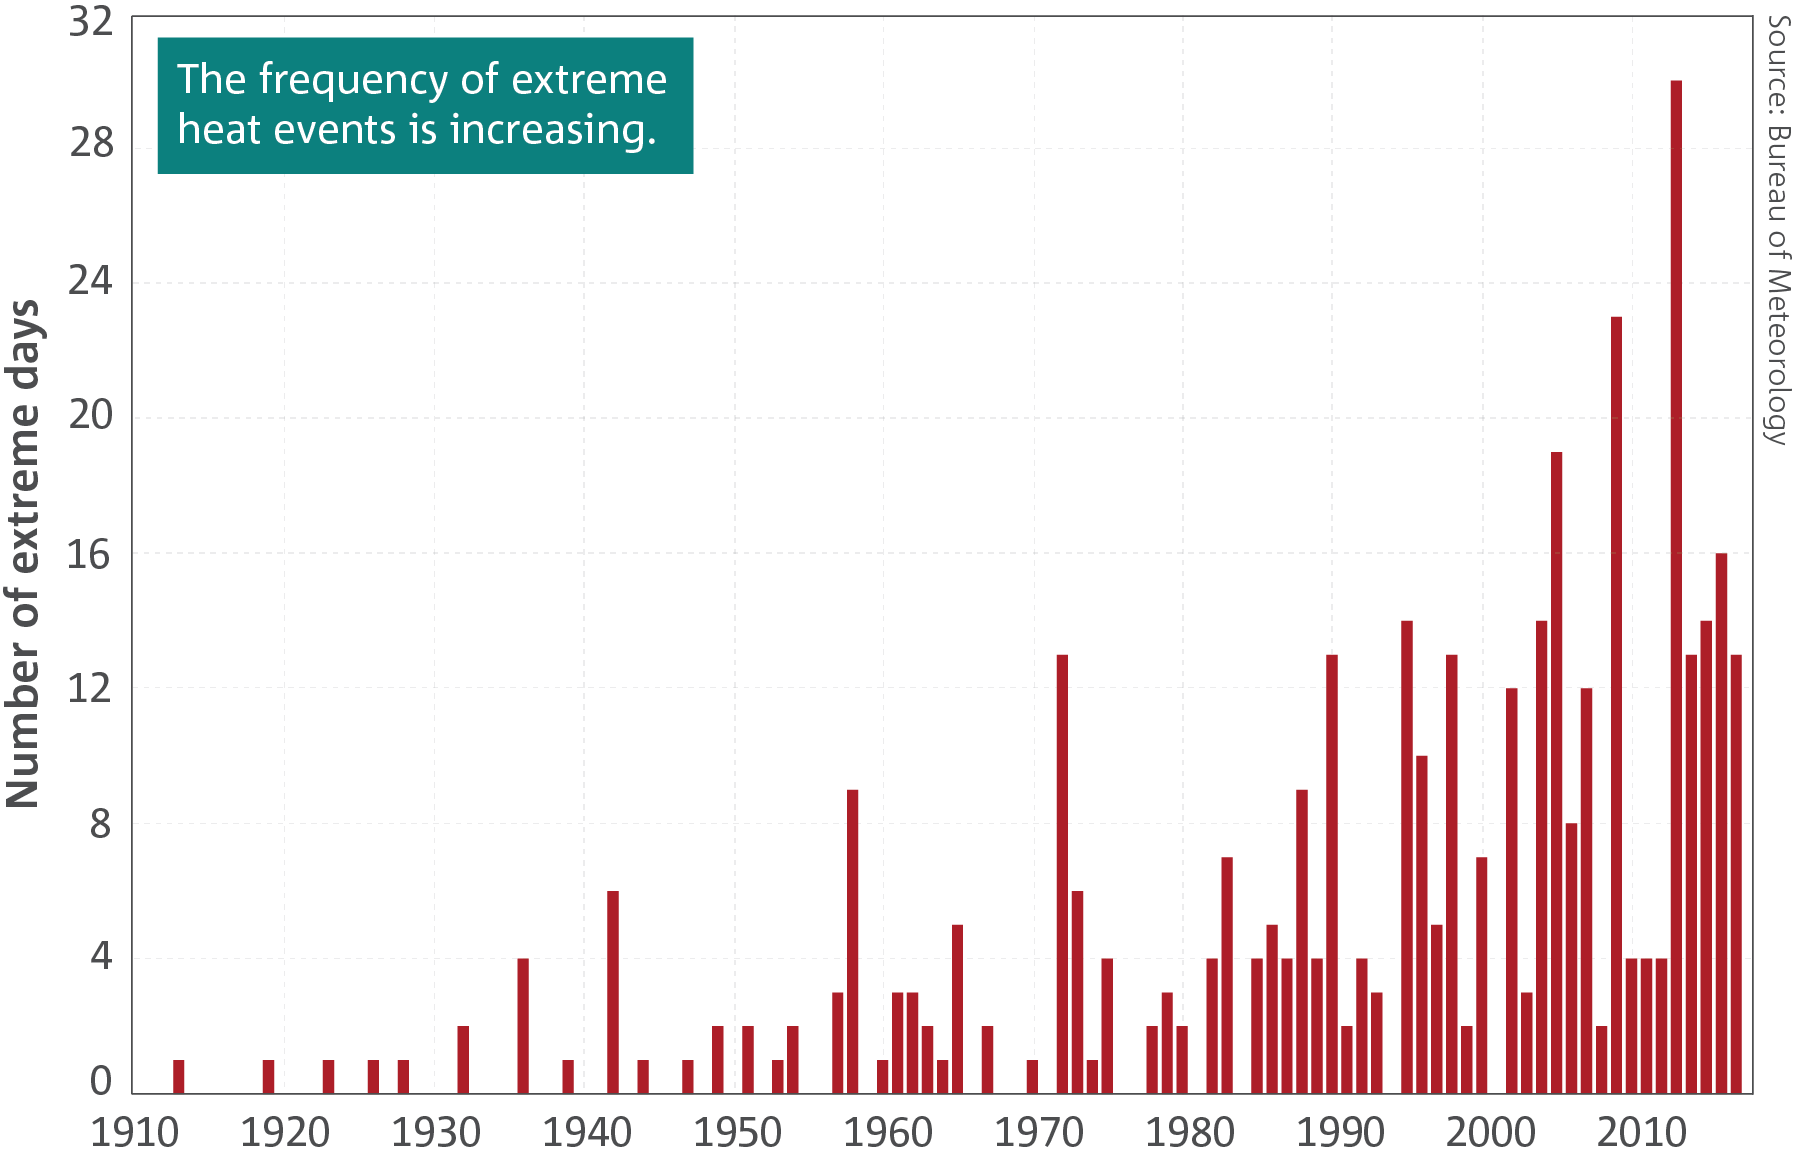 The frequency of extreme
heat events is increasing.
Source: Bureau of Meteorology
Number of extreme days
32
28
24
20
16
12
8
4
0
1910 1920 1930 1940 1950 1960 1970 1980 1990 2000 2010